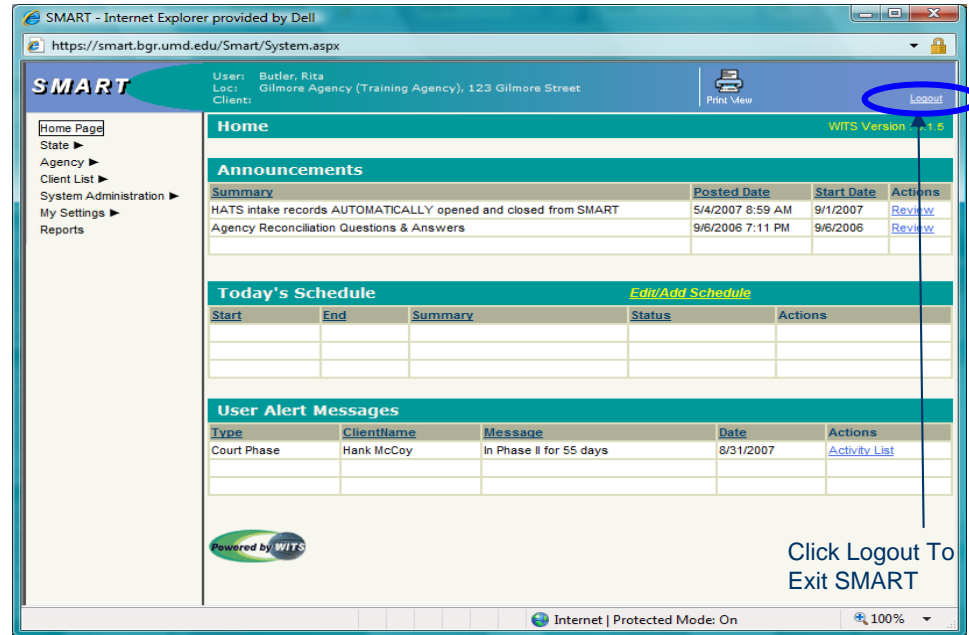 SMART - Internet Explorer provided by Dell
https://smart.bgr.umd.edu/Smart/System.aspx
SMART
User: Butler, Rita
Loc: Gilmore Agency (Training Agency), 123 Gilmore Street
Client:
Print View
Logout
Home Page
State
Agency
Client List
System Administration
My Settings
Reports
Home WITS Version .1.5
Announcements
Summary Posted Date Start Date Actions
HATS intake records AUTOMATICALLY opened and closed from SMART 5/4/2007 8:59 AM 9/1/2007 Review
Agency Reconciliation Questions & Answers 9/6/2006 7:11 PM 9/6/2006 Review
Today's Schedule Edit/Add Schedule
Start End Summary Status Actions
User Alert Messages
Type ClientName Message Date Actions
Court Phase Hank McCoy In Phase II for 55 days 8/31/2007 Activity List
Powered by WITS
Click Logout To
Exit SMART
Internet | Protected Mode: On 100%